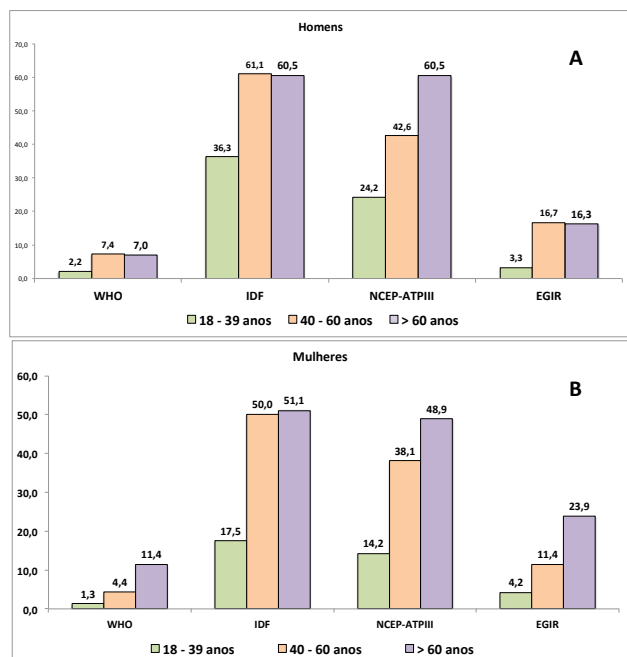 Homens
A
70,0
60,0
50,0
40,0
30,0
20,0
10,0
0,0
2,2 7,4 7,0
36,3 61,1 60,5
24,2 42,6 60,5
3,3 16,7 16,3
WHO IDF NCEP-ATPIII EGIR
18 - 39 anos 40 - 60 anos > 60 anos
Mulheres
B
60,0
50,0
40,0
30,0
20,0
10,0
0,0
1,3 4,4 11,4
17,5 50,0 51,1
14,2 38,1 48,9
4,2 11,4 23,9
WHO IDF NCEP-ATPIII EGIR
18 - 39 anos 40 - 60 anos > 60 anos